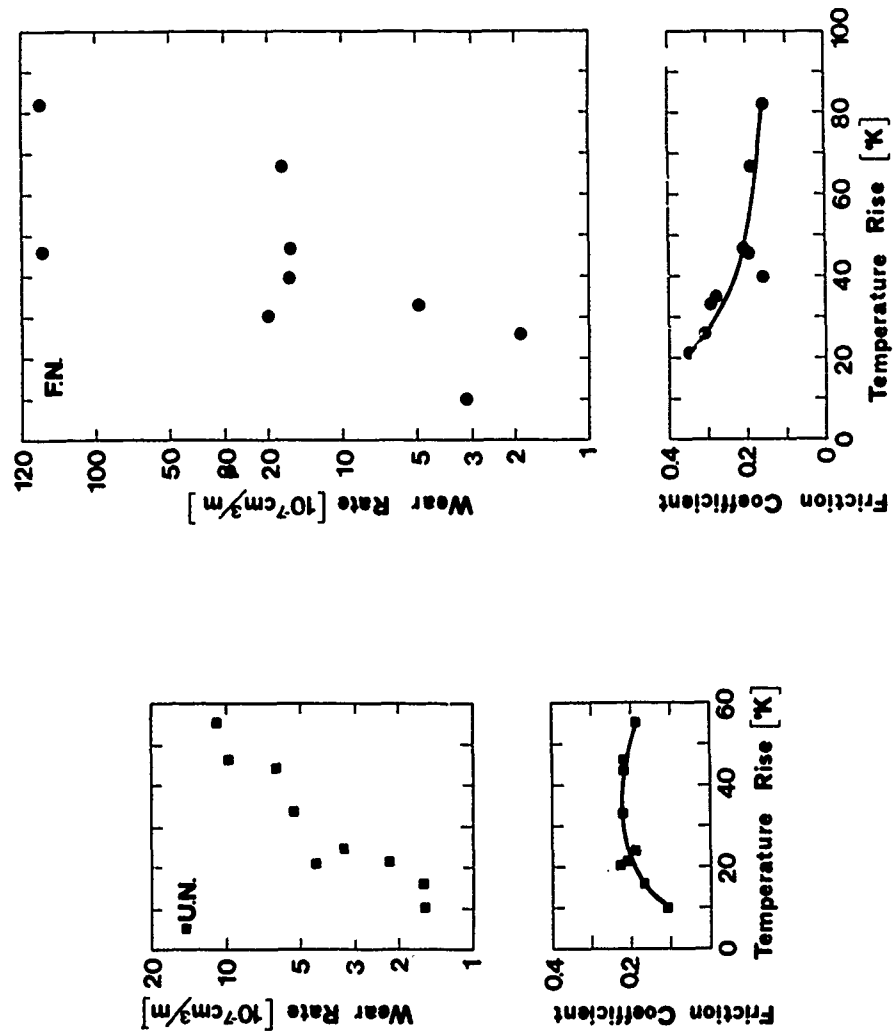 F.N.
120
100
50
30
20
10
5
3
2
1
Wear Rate [10⁻⁷cm³/m]
0.4
0.2
0
Friction Coefficient
0 20 40 60 80 100
Temperature Rise [°K]
U.N.
20
10
5
3
2
1
Wear Rate [10⁻⁷cm³/m]
0.4
0.2
Friction Coefficient
0 20 40 60
Temperature Rise [°K]